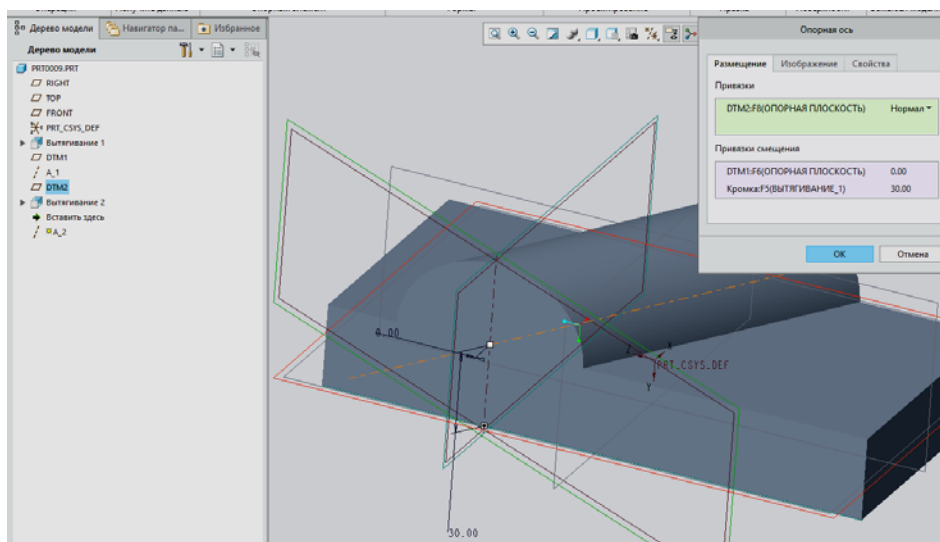 Дерево модели
Навигатор па...
Избранное
Дерево модели
PRT0009.PRT
RIGHT
TOP
FRONT
PRT_CSYS_DEF
Вытягивание 1
DTM1
A_1
DTM2
Вытягивание 2
Вставить здесь
A_2
0.00
30.00
Z
X
Y
PRT_CSYS_DEF
Опорная ось
Размещение
Изображение
Свойства
Привязки
DTM2:F8(ОПОРНАЯ ПЛОСКОСТЬ) Нормал
Привязки смещения
DTM1:F6(ОПОРНАЯ ПЛОСКОСТЬ) 0.00
Кромка:F5(ВЫТЯГИВАНИЕ_1) 30.00
OK
Отмена